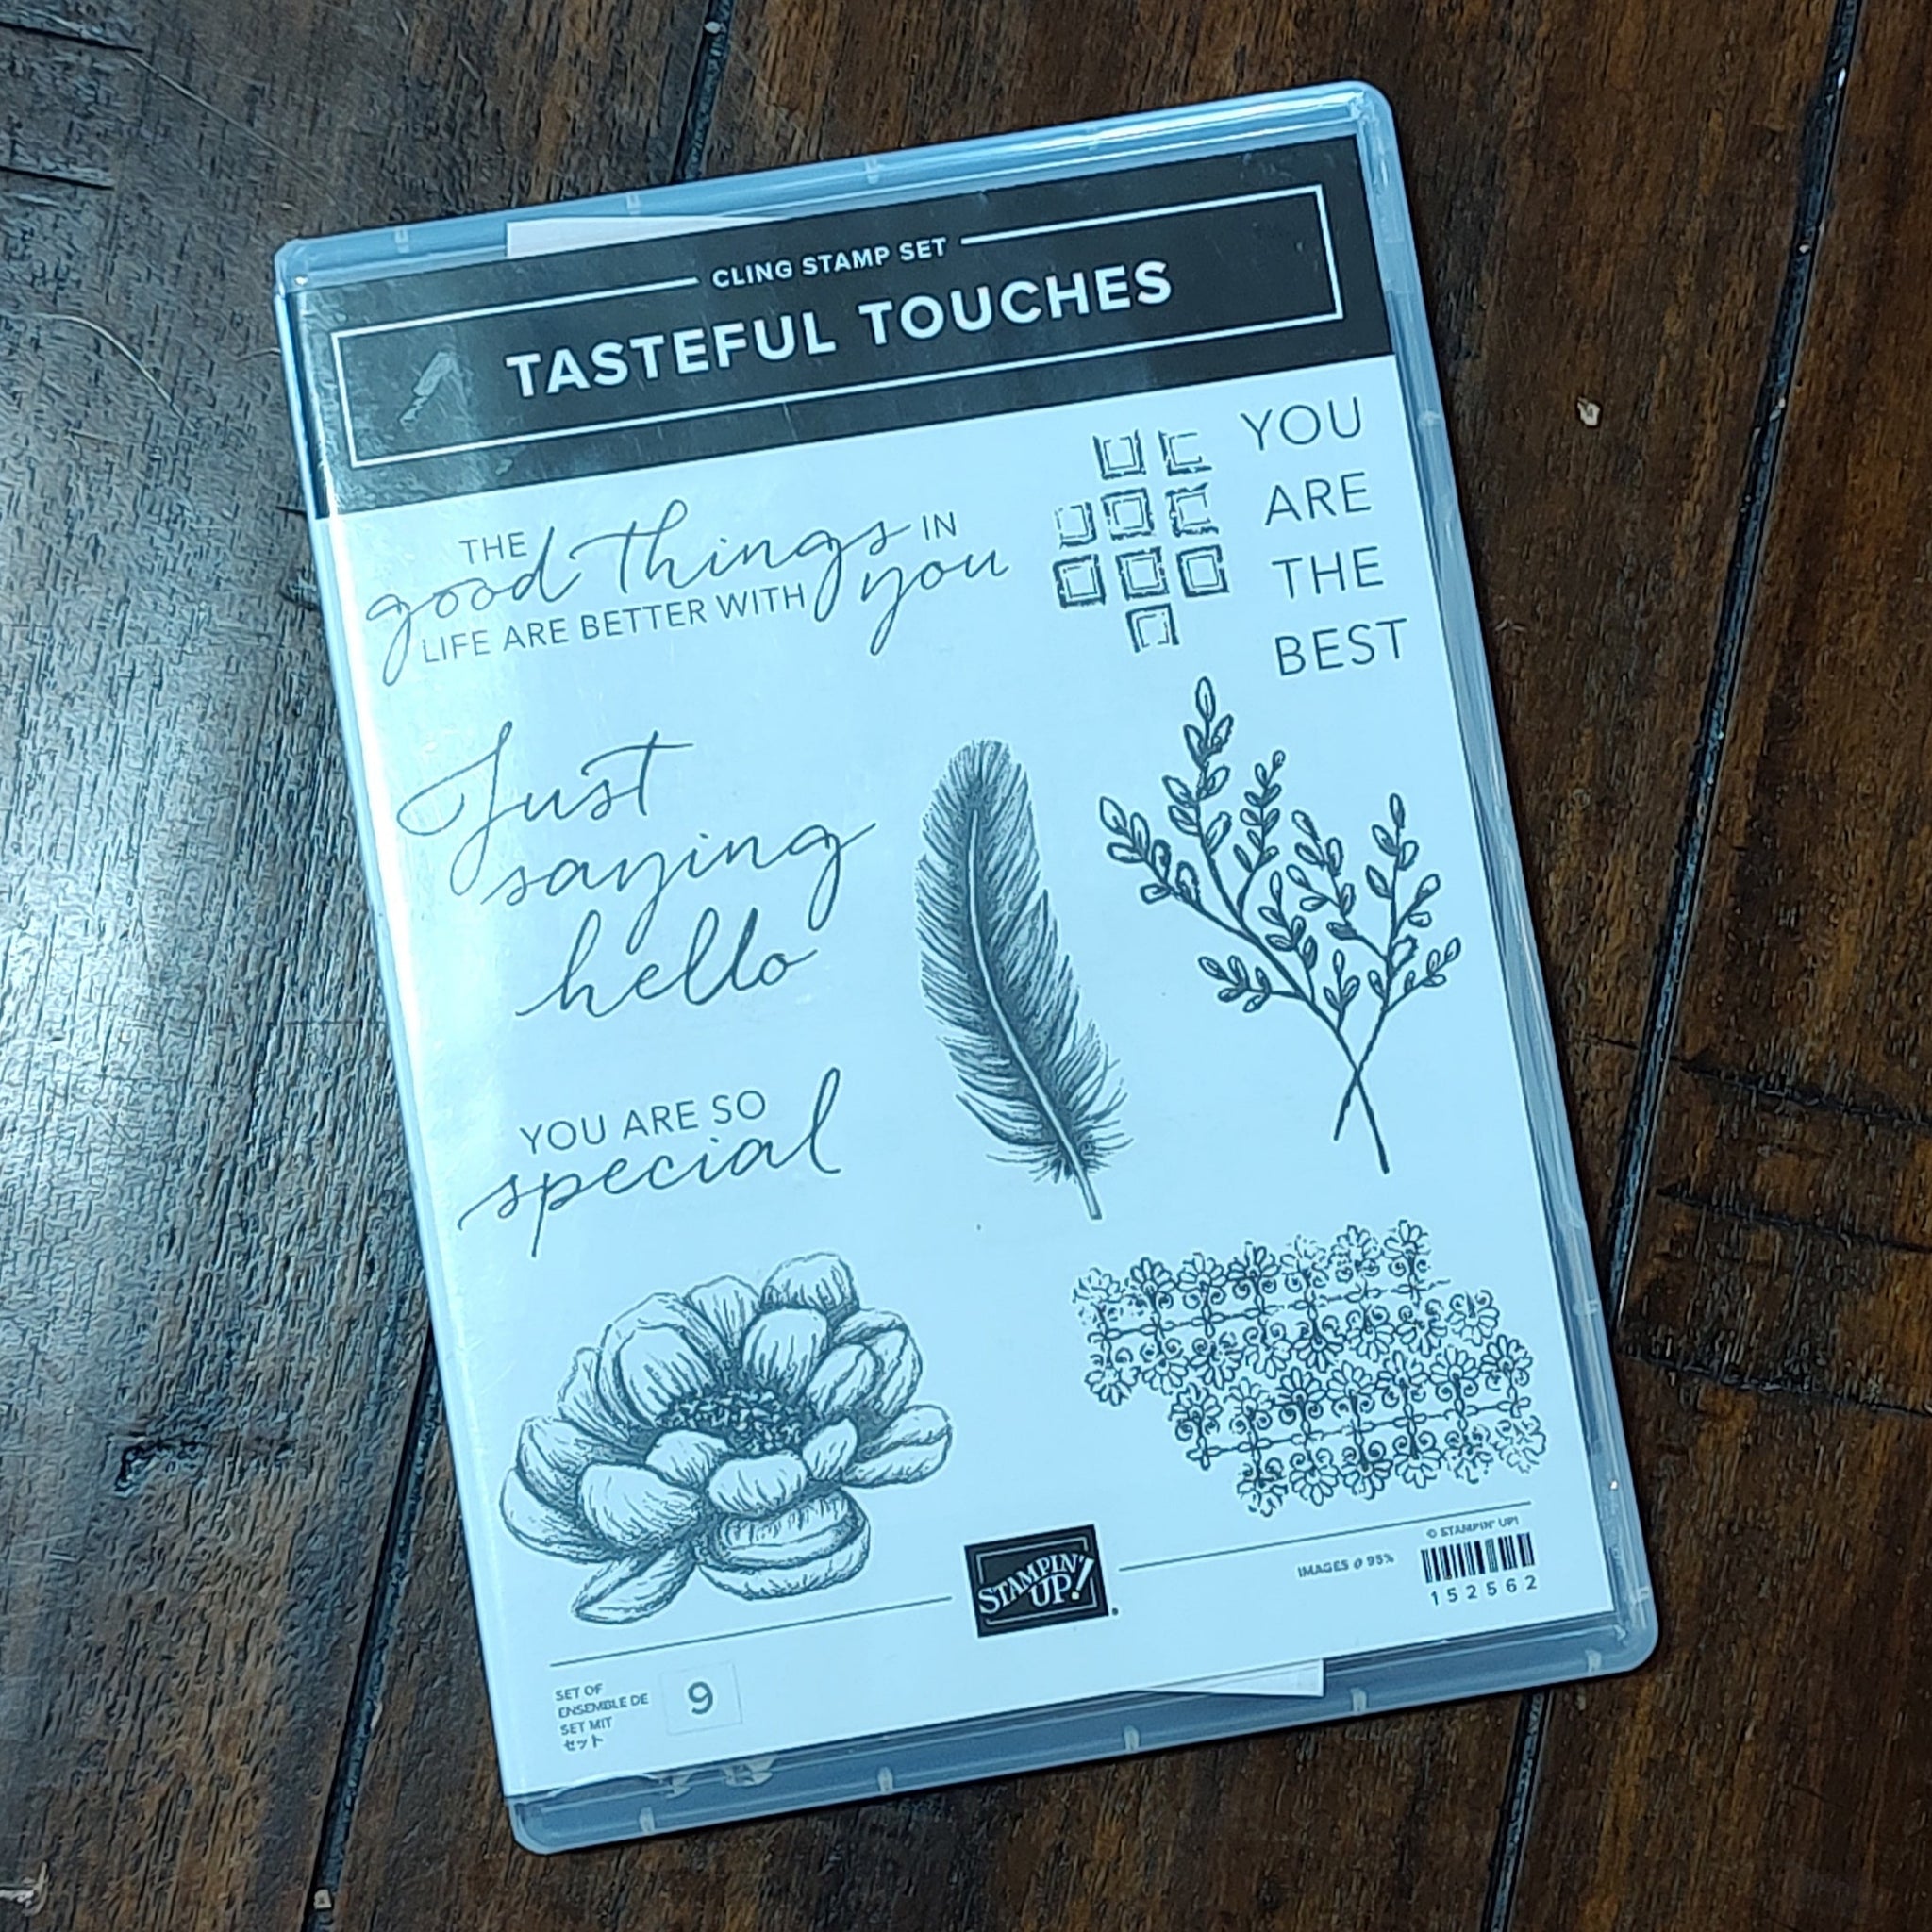 CLING STAMP SET
TASTEFUL TOUCHES
THE good things IN
LIFE ARE BETTER WITH you
YOU
ARE
THE
BEST
Just
saying
hello
YOU ARE SO
special
STAMPIN'
UP!
IMAGES @ 95%
© STAMPIN' UP!
152562
SET OF
ENSEMBLE DE
SET MIT
セット
9